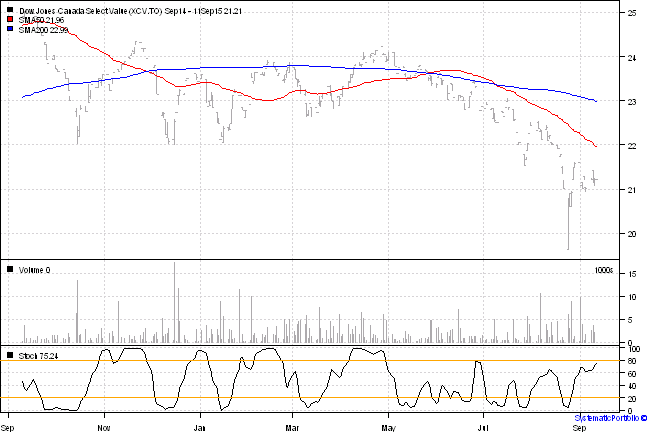 Dow Jones Canada Select Value (XCV.TO) Sep14 - 11Sep15 21.21
SMA50 21.96
SMA200 22.99
25
24
23
22
21
20
Volume 0
1000s
15
10
5
0
Stoch 75.24
100
80
60
40
20
0
Sep
Nov
Jan
Mar
May
Jul
Sep
SystematicPortfolio ©